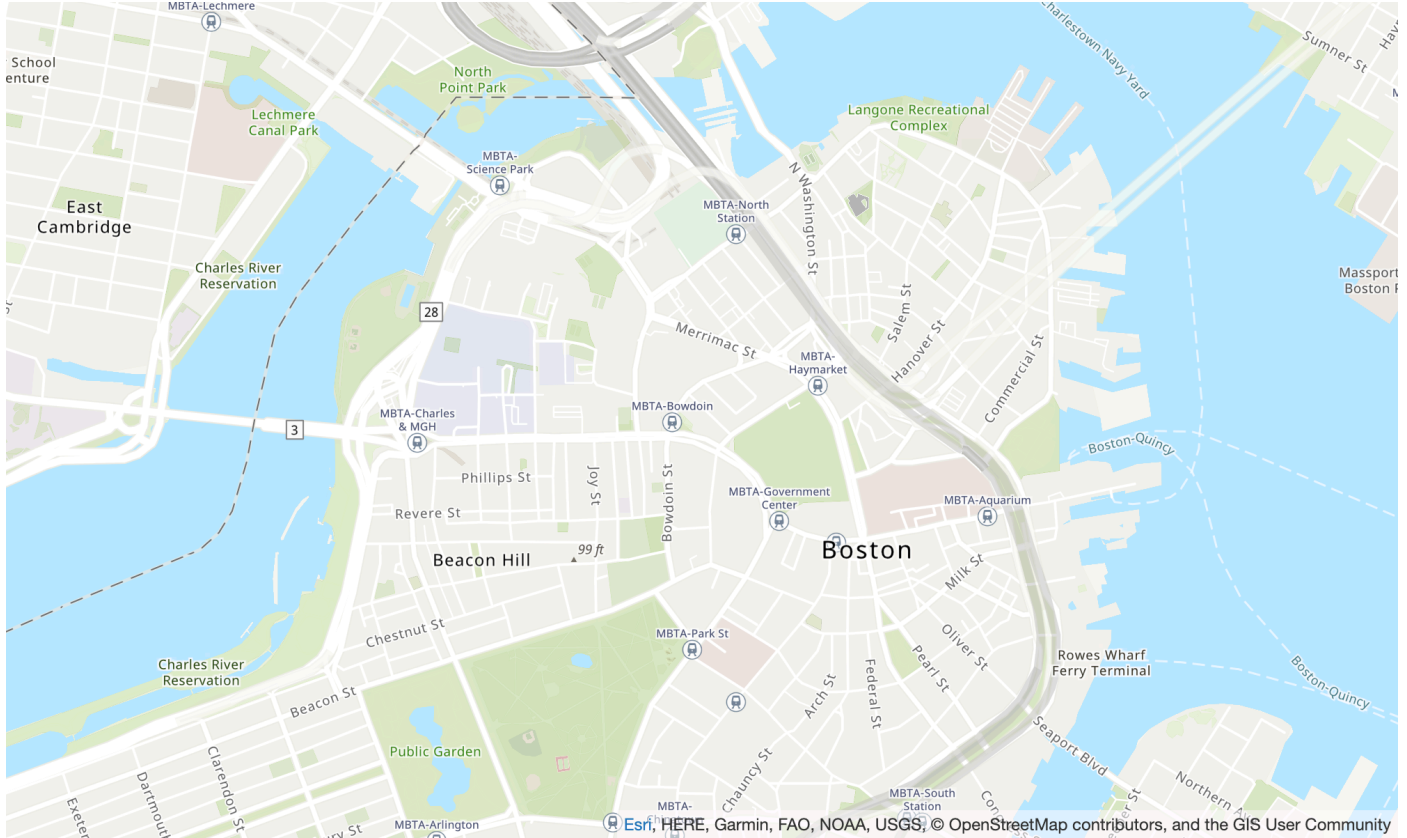 MBTA-Lechmere
School
enture
North
Point Park
Lechmere
Canal Park
MBTA-
Science Park
Charlestown Navy Yard
Sumner St
Langone Recreational
Complex
East
Cambridge
MBTA-North
Station
N Washington St
Charles River
Reservation
Massport
Boston
28
Merrimac St
Salem St
Hanover St
Commercial St
MBTA-
Haymarket
MBTA-Charles
& MGH
3
MBTA-Bowdoin
Boston-Quincy
Phillips St
Joy St
Bowdoin St
MBTA-Government
Center
MBTA-Aquarium
Revere St
Beacon Hill
99 ft
Boston
Milk St
Chestnut St
MBTA-Park St
Oliver St
Pearl St
Rowes Wharf
Ferry Terminal
Charles River
Reservation
Beacon St
Arch St
Federal St
Boston-Quincy
Public Garden
Clarendon St
Dartmouth
Exeter
Chauncy St
Seaport Blvd
Northern A
MBTA-South
Station
MBTA-
MBTA-Arlington
Esri, HERE, Garmin, FAO, NOAA, USGS, © OpenStreetMap contributors, and the GIS User Community